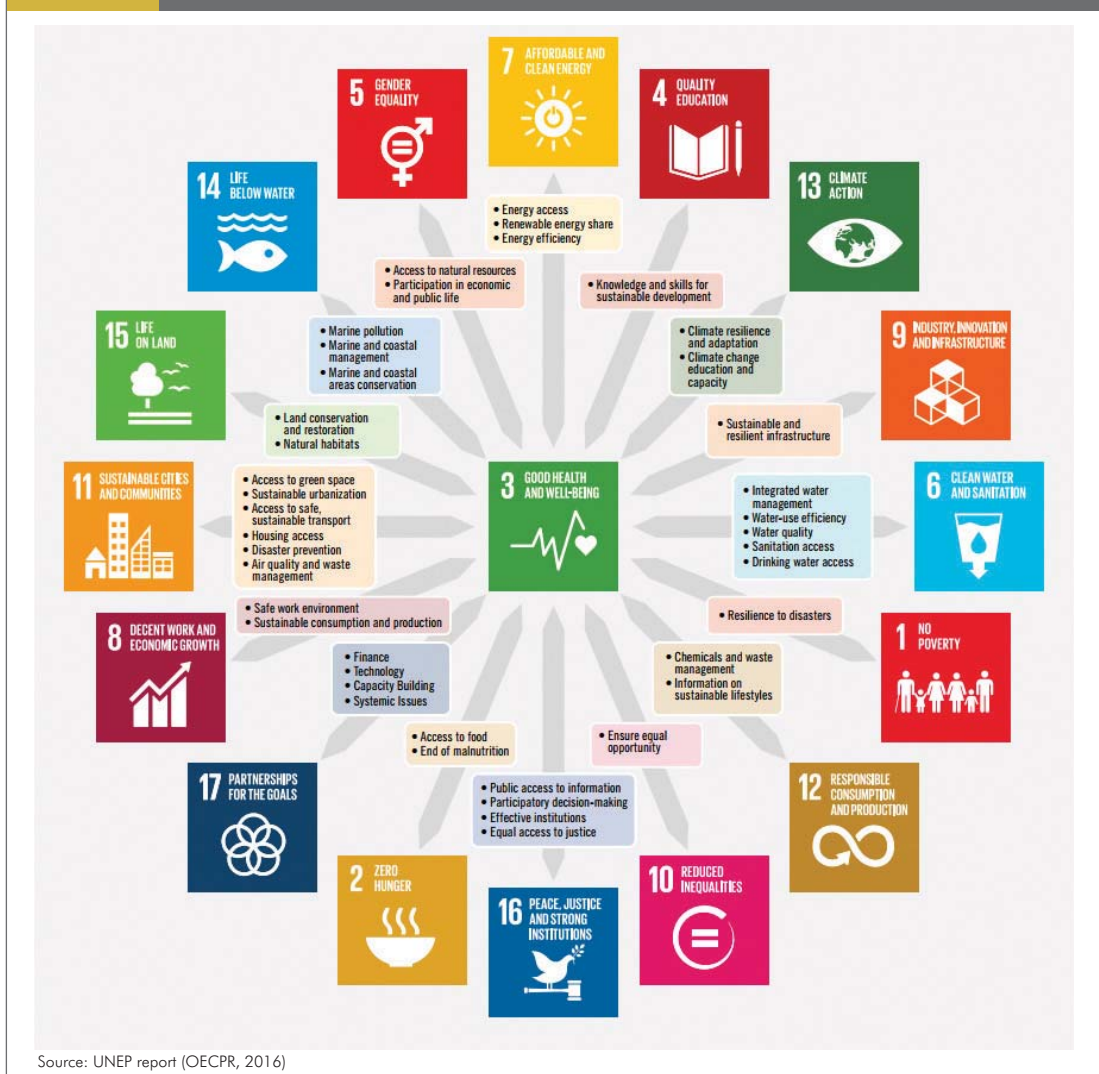 7 AFFORDABLE AND
CLEAN ENERGY
5 GENDER
EQUALITY
4 QUALITY
EDUCATION
14 LIFE
BELOW WATER
13 CLIMATE
ACTION
• Energy access
• Renewable energy share
• Energy efficiency
• Access to natural resources
• Participation in economic
and public life
• Knowledge and skills for
sustainable development
15 LIFE
ON LAND
• Marine pollution
• Marine and coastal
management
• Marine and coastal
areas conservation
• Climate resilience
and adaptation
• Climate change
education and
capacity
9 INDUSTRY, INNOVATION
AND INFRASTRUCTURE
• Land conservation
and restoration
• Natural habitats
• Sustainable and
resilient infrastructure
11 SUSTAINABLE CITIES
AND COMMUNITIES
• Access to green space
• Sustainable urbanization
• Access to safe,
sustainable transport
• Housing access
• Disaster prevention
• Air quality and waste
management
3 GOOD HEALTH
AND WELL-BEING
• Integrated water
management
• Water-use efficiency
• Water quality
• Sanitation access
• Drinking water access
6 CLEAN WATER
AND SANITATION
8 DECENT WORK AND
ECONOMIC GROWTH
• Safe work environment
• Sustainable consumption and production
• Resilience to disasters
1 NO
POVERTY
• Finance
• Technology
• Capacity Building
• Systemic Issues
• Chemicals and waste
management
• Information on
sustainable lifestyles
• Access to food
• End of malnutrition
• Ensure equal
opportunity
17 PARTNERSHIPS
FOR THE GOALS
• Public access to information
• Participatory decision-making
• Effective institutions
• Equal access to justice
12 RESPONSIBLE
CONSUMPTION
AND PRODUCTION
2 ZERO
HUNGER
16 PEACE, JUSTICE
AND STRONG
INSTITUTIONS
10 REDUCED
INEQUALITIES
Source: UNEP report (OECPR, 2016)